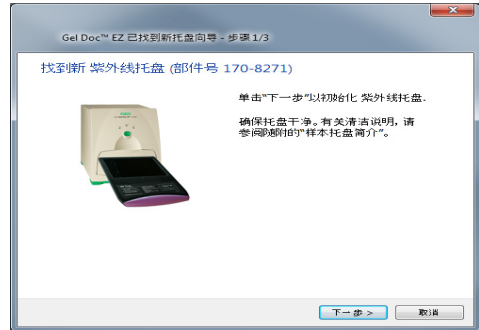 Gel Doc™ EZ 已找到新托盘向导 - 步骤 1/3
找到新 紫外线托盘 (部件号 170-8271)
单击“下一步”以初始化 紫外线托盘.
确保托盘干净。有关清洁说明, 请
参阅随附的“样本托盘简介”。
下一步 >
取消